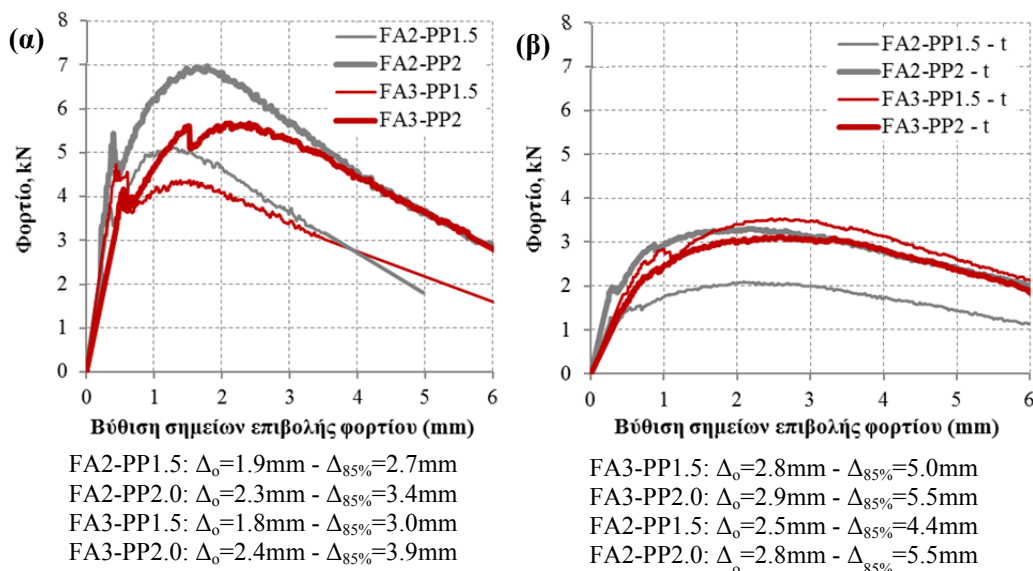 (α)
Φορτίο, kN
8
7
6
5
4
3
2
1
0
FA2-PP1.5
FA2-PP2
FA3-PP1.5
FA3-PP2
0 1 2 3 4 5 6
Βύθιση σημείων επιβολής φορτίου (mm)
FA2-PP1.5: Δₒ=1.9mm - Δ₈₅%=2.7mm
FA2-PP2.0: Δₒ=2.3mm - Δ₈₅%=3.4mm
FA3-PP1.5: Δₒ=1.8mm - Δ₈₅%=3.0mm
FA3-PP2.0: Δₒ=2.4mm - Δ₈₅%=3.9mm
(β)
Φορτίο, kN
8
7
6
5
4
3
2
1
0
FA2-PP1.5 - t
FA2-PP2 - t
FA3-PP1.5 - t
FA3-PP2 - t
0 1 2 3 4 5 6
Βύθιση σημείων επιβολής φορτίου (mm)
FA3-PP1.5: Δₒ=2.8mm - Δ₈₅%=5.0mm
FA3-PP2.0: Δₒ=2.9mm - Δ₈₅%=5.5mm
FA2-PP1.5: Δₒ=2.5mm - Δ₈₅%=4.4mm
FA2-PP2.0: Δₒ=2.8mm - Δ₈₅%=5.5mm